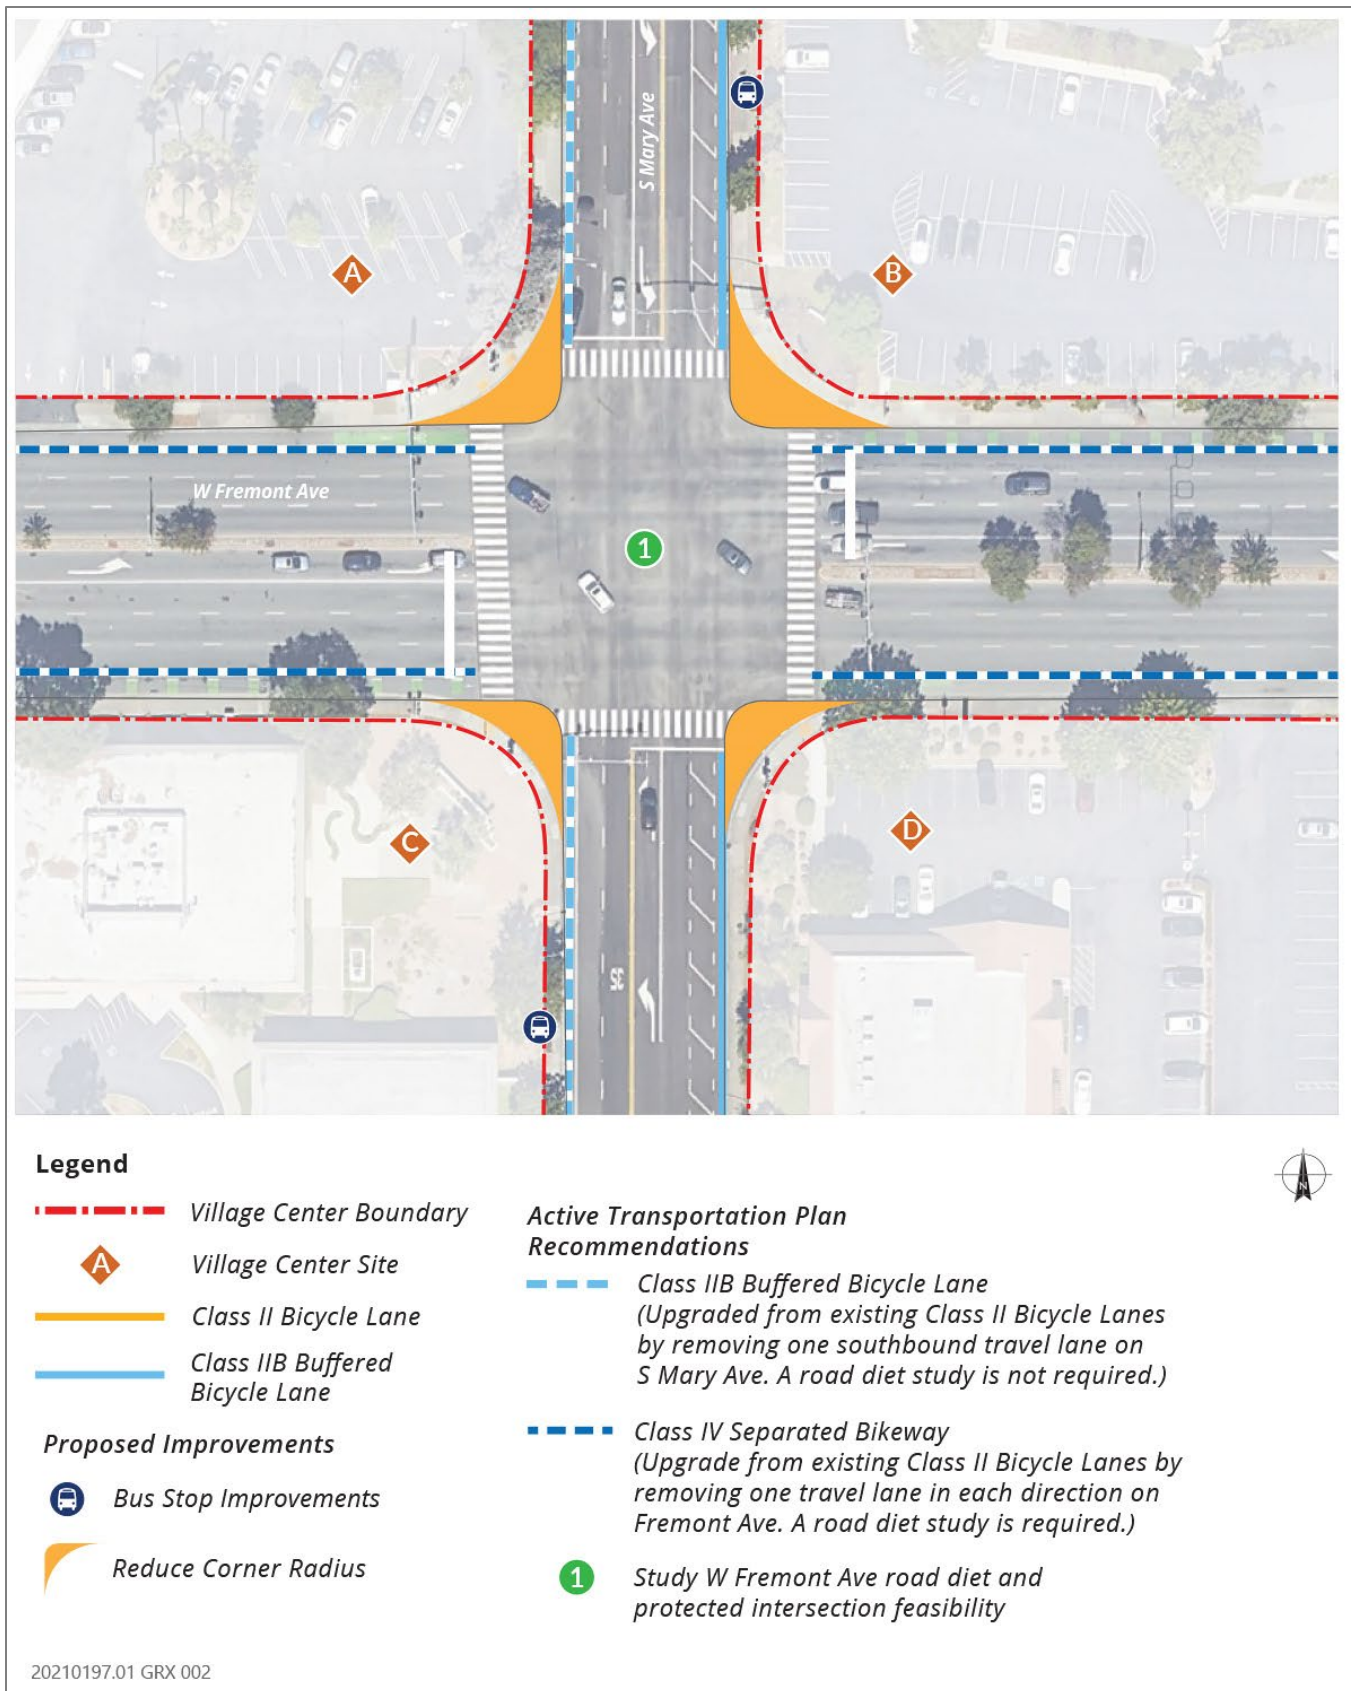 S Mary Ave
A
B
W Fremont Ave
1
C
D
35
Legend
Village Center Boundary
A
Village Center Site
Class II Bicycle Lane
Class IIB Buffered
Bicycle Lane
Proposed Improvements
Bus Stop Improvements
Reduce Corner Radius
N
Active Transportation Plan
Recommendations
Class IIB Buffered Bicycle Lane
(Upgraded from existing Class II Bicycle Lanes
by removing one southbound travel lane on
S Mary Ave. A road diet study is not required.)
Class IV Separated Bikeway
(Upgrade from existing Class II Bicycle Lanes by
removing one travel lane in each direction on
Fremont Ave. A road diet study is required.)
1
Study W Fremont Ave road diet and
protected intersection feasibility
20210197.01 GRX 002